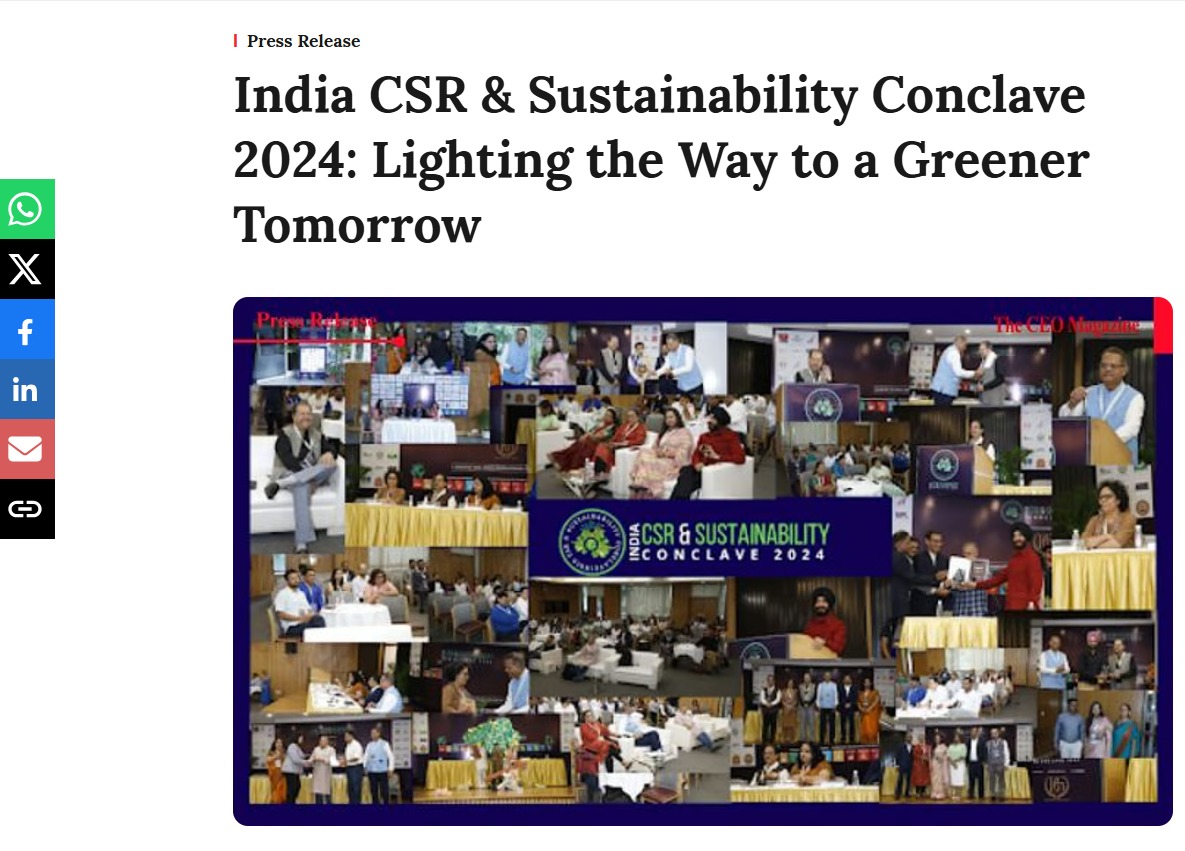 Press Release
India CSR & Sustainability Conclave
2024: Lighting the Way to a Greener
Tomorrow
Press Release
The CEO Magazine
INDIA
CSR & SUSTAINABILITY
CONCLAVE 2024
in